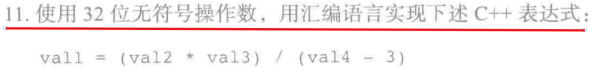 11. 使用 32 位无符号操作数，用汇编语言实现下述 C++ 表达式：
val1 = (val2 * val3) / (val4 - 3)